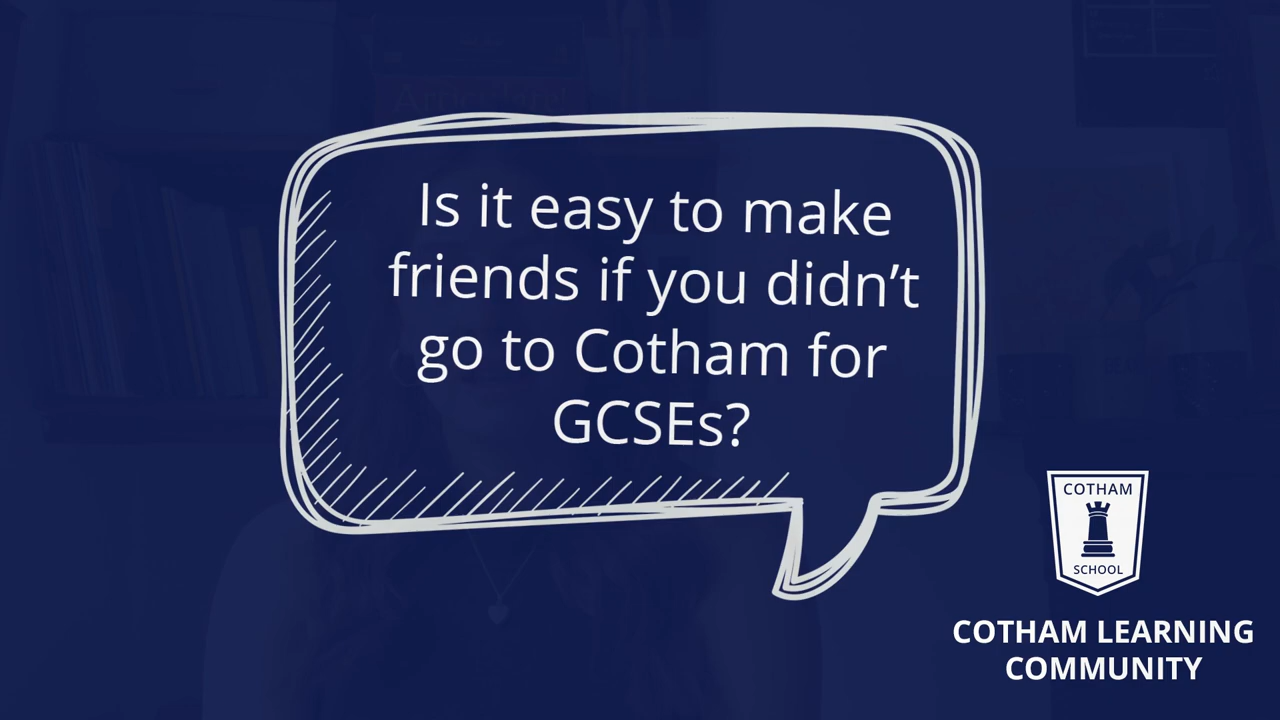 Is it easy to make
friends if you didn’t
go to Cotham for
GCSEs?
COTHAM
SCHOOL
COTHAM LEARNING
COMMUNITY